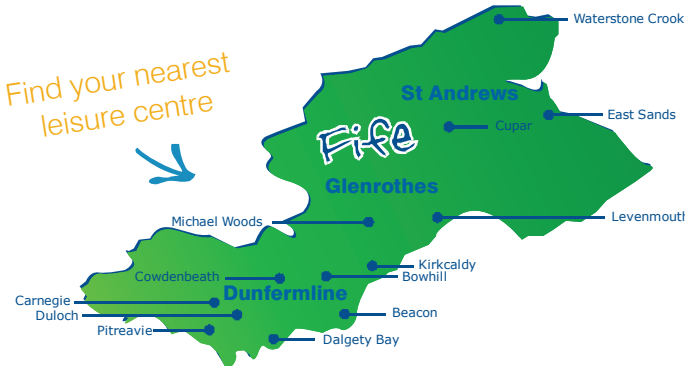 Waterstone Crook
Find your nearest
leisure centre
St Andrews
East Sands
Cupar
Fife
Glenrothes
Michael Woods
Levenmouth
Kirkcaldy
Cowdenbeath
Bowhill
Dunfermline
Carnegie
Duloch
Beacon
Pitreavie
Dalgety Bay